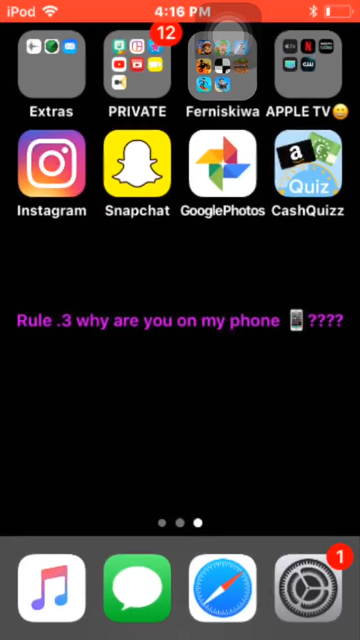 iPod 4:16 PM
12
Extras PRIVATE Ferniskiwa APPLE TV😀
a Quiz
Instagram Snapchat GooglePhotos CashQuizz
Rule .3 why are you on my phone 📱????
1